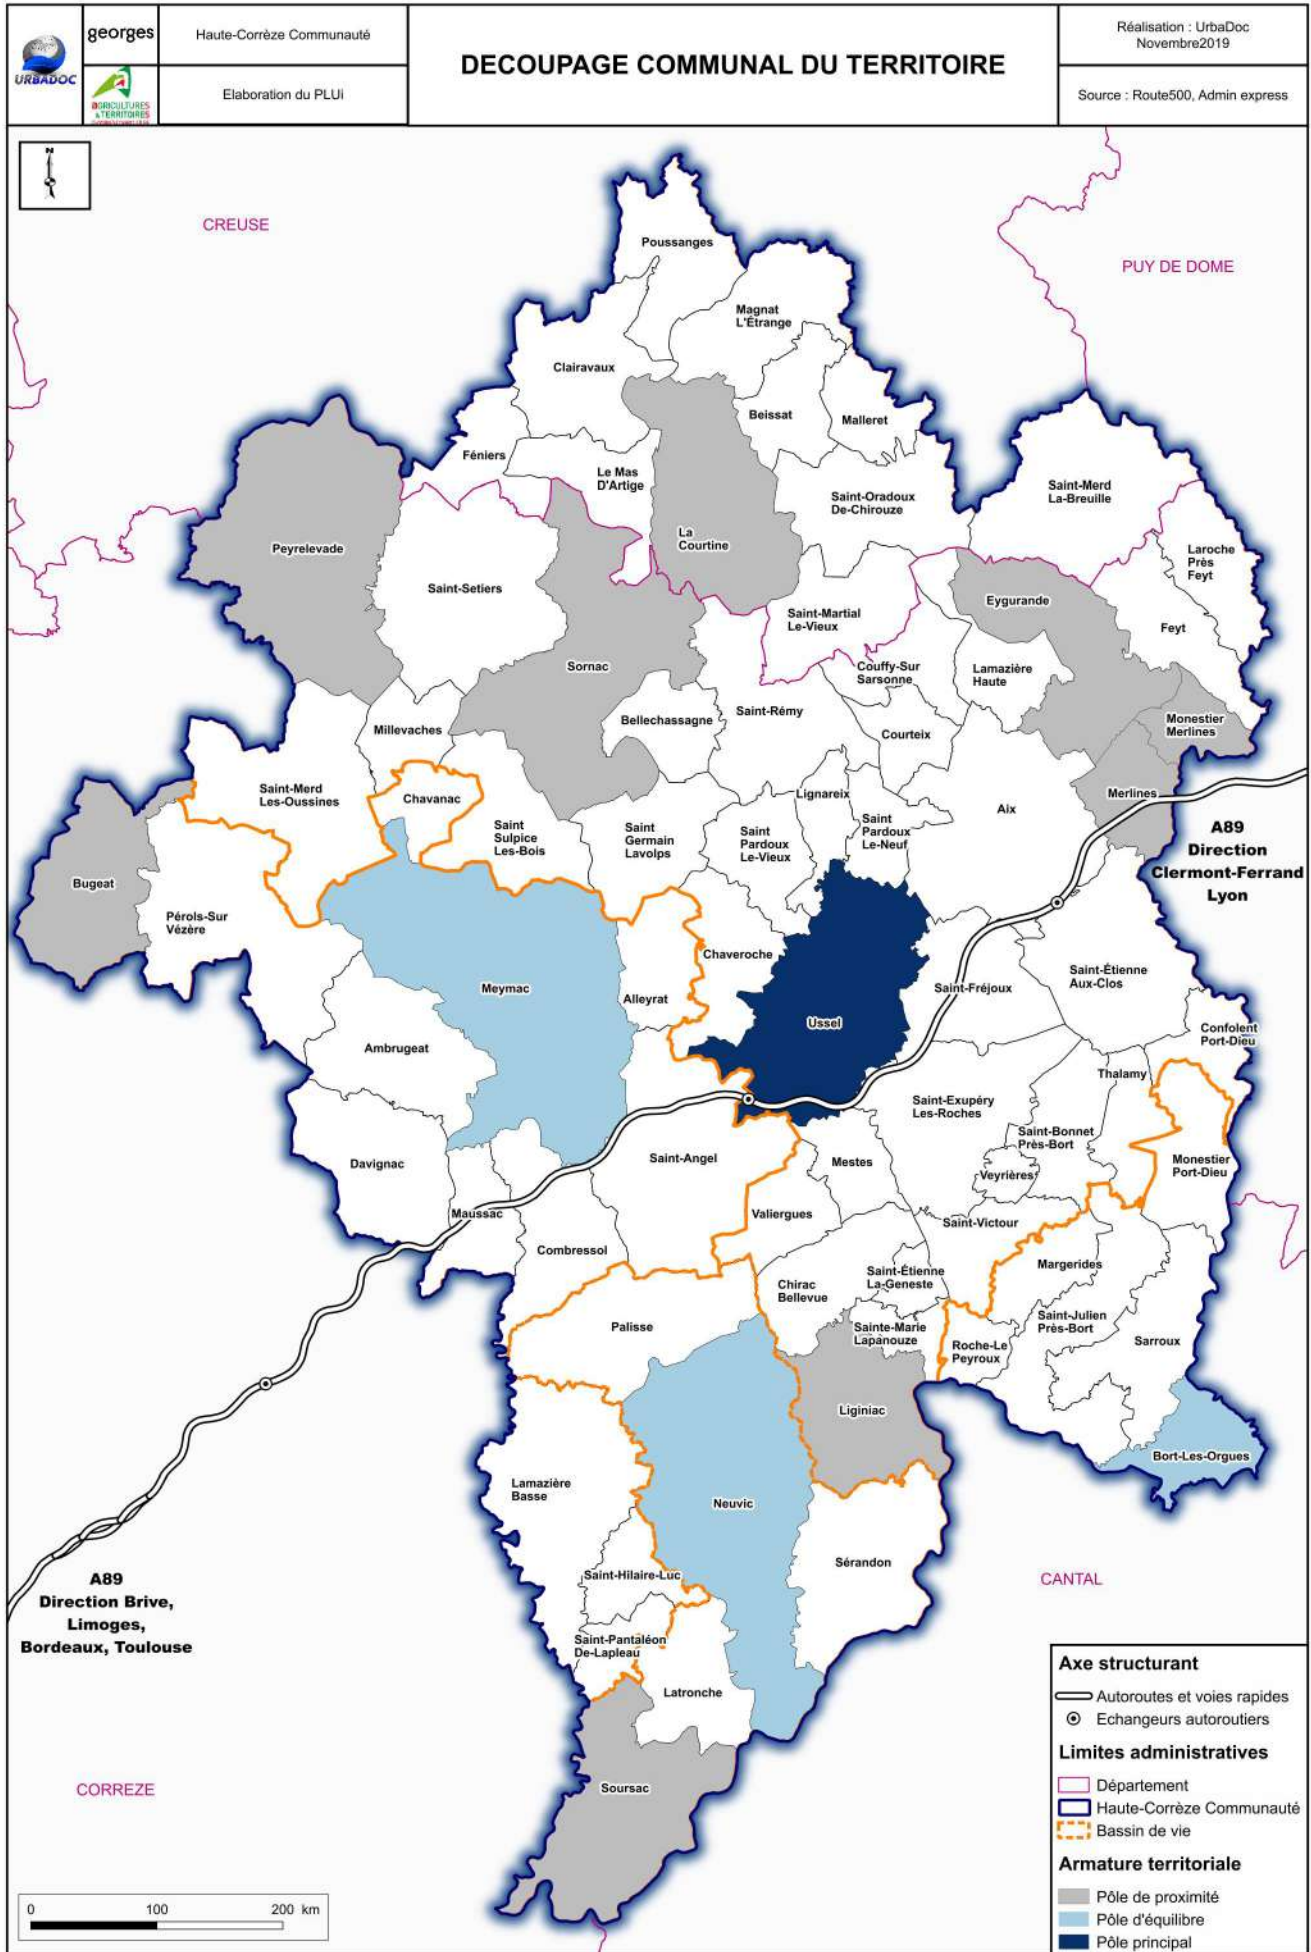 georges
Haute-Corrèze Communauté
DECOUPAGE COMMUNAL DU TERRITOIRE
Réalisation : UrbaDoc
Novembre2019
URBADOC
AGRICULTURES
& TERRITOIRES
Elaboration du PLUi
Source : Route500, Admin express
N
CREUSE
PUY DE DOME
Poussanges
Magnat
L'Étrange
Clairavaux
Beissat
Malleret
Féniers
Le Mas
D'Artige
Saint-Oradoux
De-Chirouze
Saint-Merd
La-Breuille
La
Courtine
Peyrelevade
Laroche
Près
Feyt
Saint-Setiers
Eygurande
Saint-Martial
Le-Vieux
Feyt
Sornac
Couffy-Sur
Sarsonne
Lamazière
Haute
Saint-Rémy
Bellechassagne
Millevaches
Courteix
Monestier
Merlines
Saint-Merd
Les-Oussines
Chavanac
Lignareix
Aix
Merlines
Saint
Sulpice
Les-Bois
Saint
Germain
Lavolps
Saint
Pardoux
Le-Vieux
Saint
Pardoux
Le-Neuf
A89
Direction
Clermont-Ferrand
Lyon
Bugeat
Pérols-Sur
Vézère
Chaveroche
Meymac
Alleyrat
Saint-Fréjoux
Saint-Étienne
Aux-Clos
Ussel
Confolent
Port-Dieu
Ambrugeat
Thalamy
Saint-Exupéry
Les-Roches
Saint-Bonnet
Près-Bort
Davignac
Saint-Angel
Mestes
Veyrières
Monestier
Port-Dieu
Maussac
Valiergues
Saint-Victour
Combressol
Margerides
Chirac
Bellevue
Saint-Étienne
La-Geneste
Palisse
Sainte-Marie
Lapanouze
Saint-Julien
Près-Bort
Roche-Le
Peyroux
Sarroux
Liginiac
Bort-Les-Orgues
Lamazière
Basse
Neuvic
Sérandon
Saint-Hilaire-Luc
CANTAL
A89
Direction Brive,
Limoges,
Bordeaux, Toulouse
Saint-Pantaléon
De-Lapleau
Latronche
Soursac
CORREZE
Axe structurant
Autoroutes et voies rapides
Echangeurs autoroutiers
Limites administratives
Département
Haute-Corrèze Communauté
Bassin de vie
Armature territoriale
Pôle de proximité
Pôle d'équilibre
Pôle principal
0 100 200 km